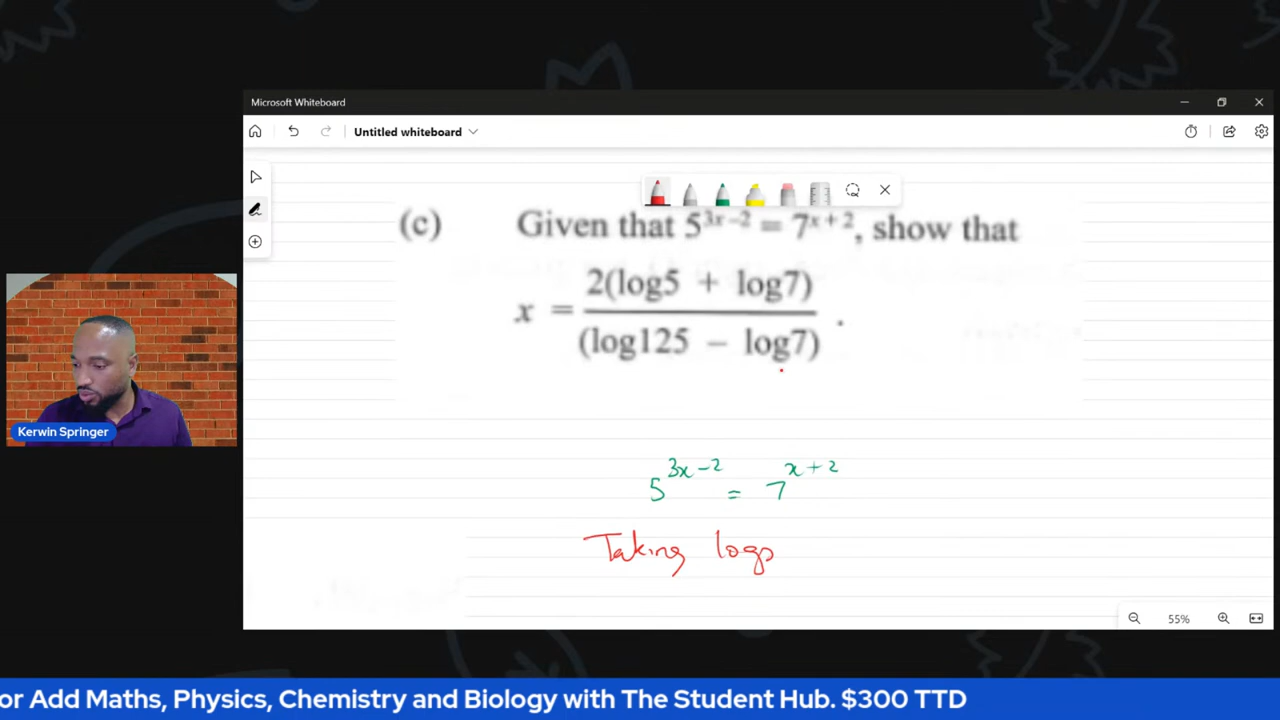 Microsoft Whiteboard
Untitled whiteboard
(c) Given that 5^{3x−2} = 7^{x+2}, show that
x = \frac{2(log5 + log7)}{(log125 − log7)} .
Kerwin Springer
5^{3x−2} = 7^{x+2}
Taking logs
55%
or Add Maths, Physics, Chemistry and Biology with The Student Hub. $300 TTD